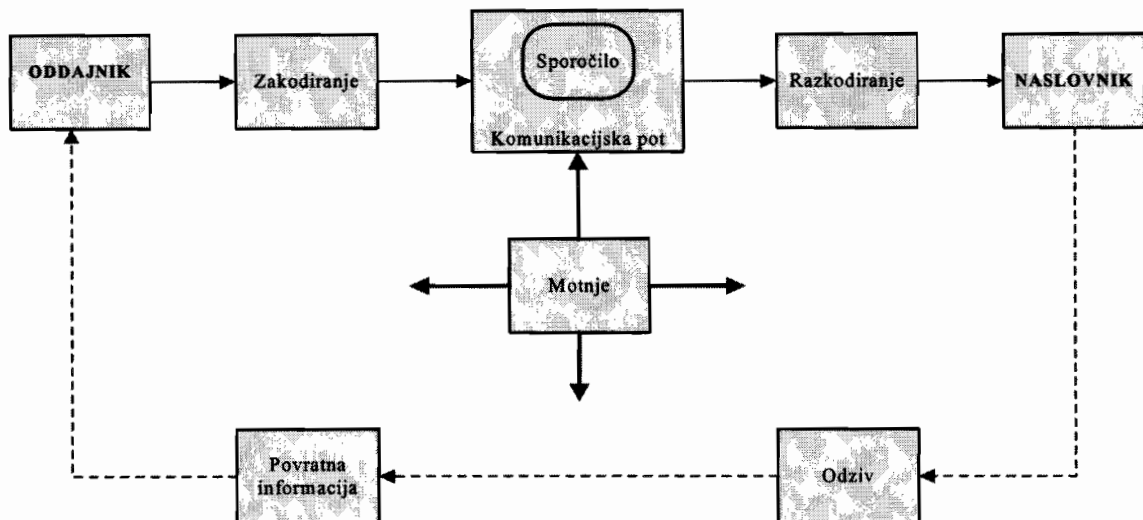 ODDAJNIK
Zakodiranje
Sporočilo
Komunikacijska pot
Razkodiranje
NASLOVNIK
Motnje
Povratna
informacija
Odziv